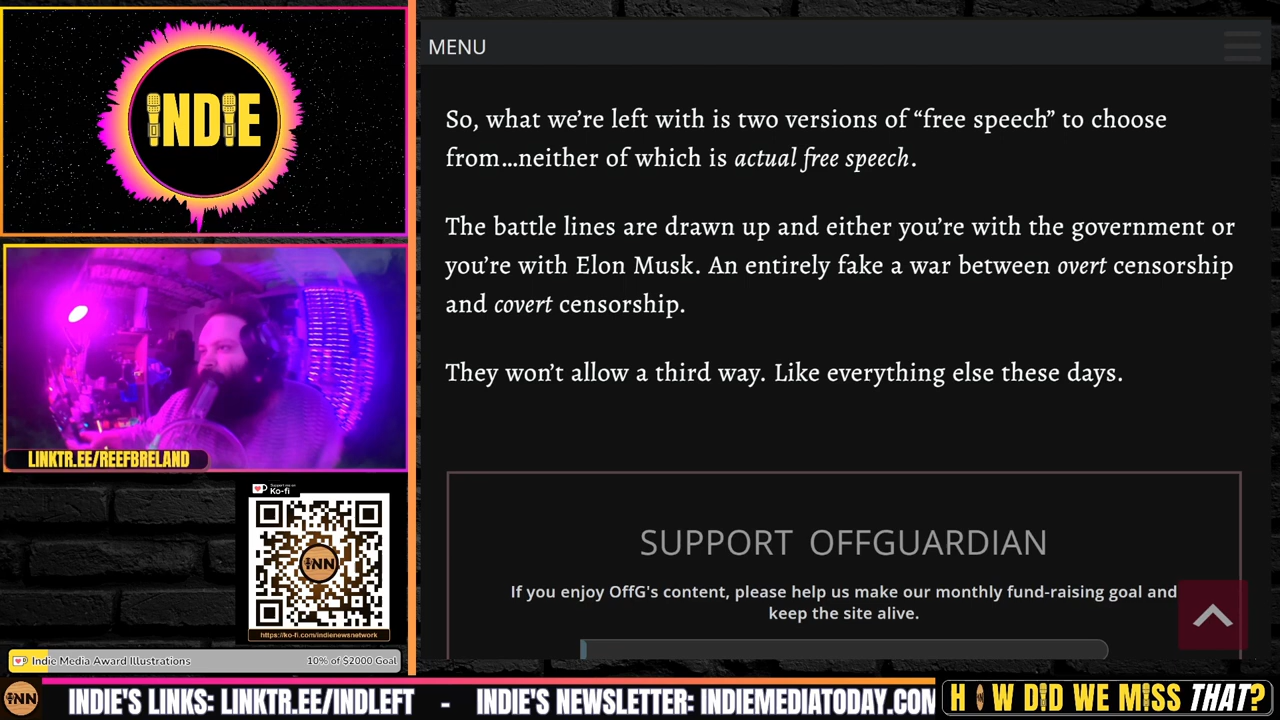 INDIE
LINKTR.EE/REEFBRELAND
Support me on
Ko-fi
INN
https://ko-fi.com/indienewsnetwork
Indie Media Award Illustrations 10% of $2000 Goal
MENU
So, what we’re left with is two versions of “free speech” to choose
from…neither of which is actual free speech.
The battle lines are drawn up and either you’re with the government or
you’re with Elon Musk. An entirely fake a war between overt censorship
and covert censorship.
They won’t allow a third way. Like everything else these days.
SUPPORT OFFGUARDIAN
If you enjoy OffG's content, please help us make our monthly fund-raising goal and
keep the site alive.
INN
INDIE'S LINKS: LINKTR.EE/INDLEFT - INDIE'S NEWSLETTER: INDIEMEDIATODAY.COM
HOW DID WE MISS THAT?